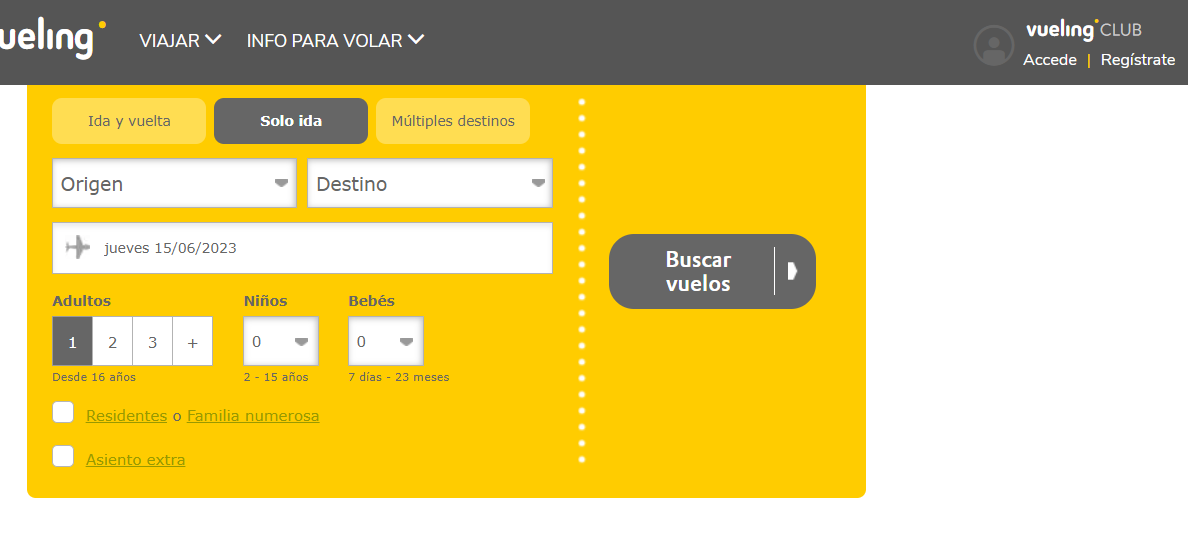 vueling
VIAJAR
INFO PARA VOLAR
vueling CLUB
Accede | Regístrate
Ida y vuelta
Solo ida
Múltiples destinos
Origen
Destino
jueves 15/06/2023
Buscar
vuelos
Adultos
Niños
Bebés
1 2 3 +
0
0
Desde 16 años
2 - 15 años
7 días - 23 meses
Residentes o Familia numerosa
Asiento extra